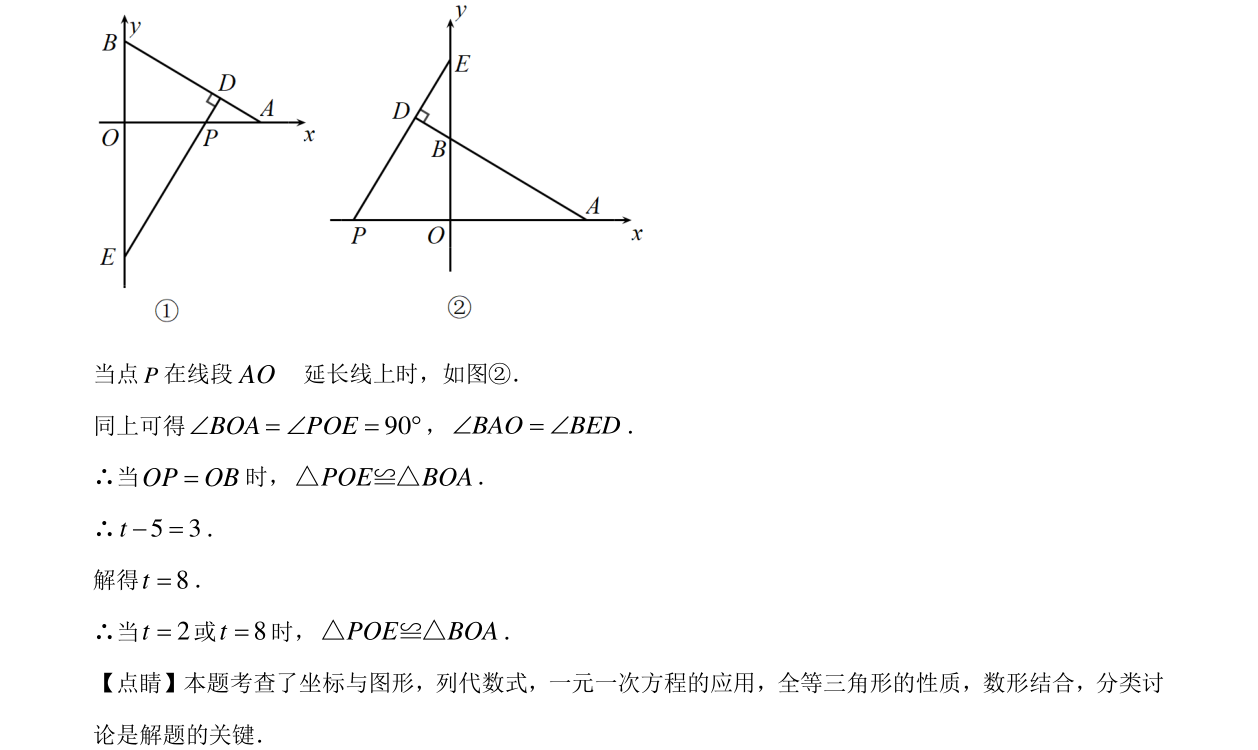 y
B
D
A
O
P
x
E
①
y
E
D
B
A
P
O
x
②
当点P在线段AO 延长线上时，如图②．
同上可得∠BOA=∠POE=90°，∠BAO=∠BED．
∴当OP=OB时，△POE≌△BOA．
∴t−5=3．
解得t=8．
∴当t=2或t=8时，△POE≌△BOA．
【点睛】本题考查了坐标与图形，列代数式，一元一次方程的应用，全等三角形的性质，数形结合，分类讨
论是解题的关键．